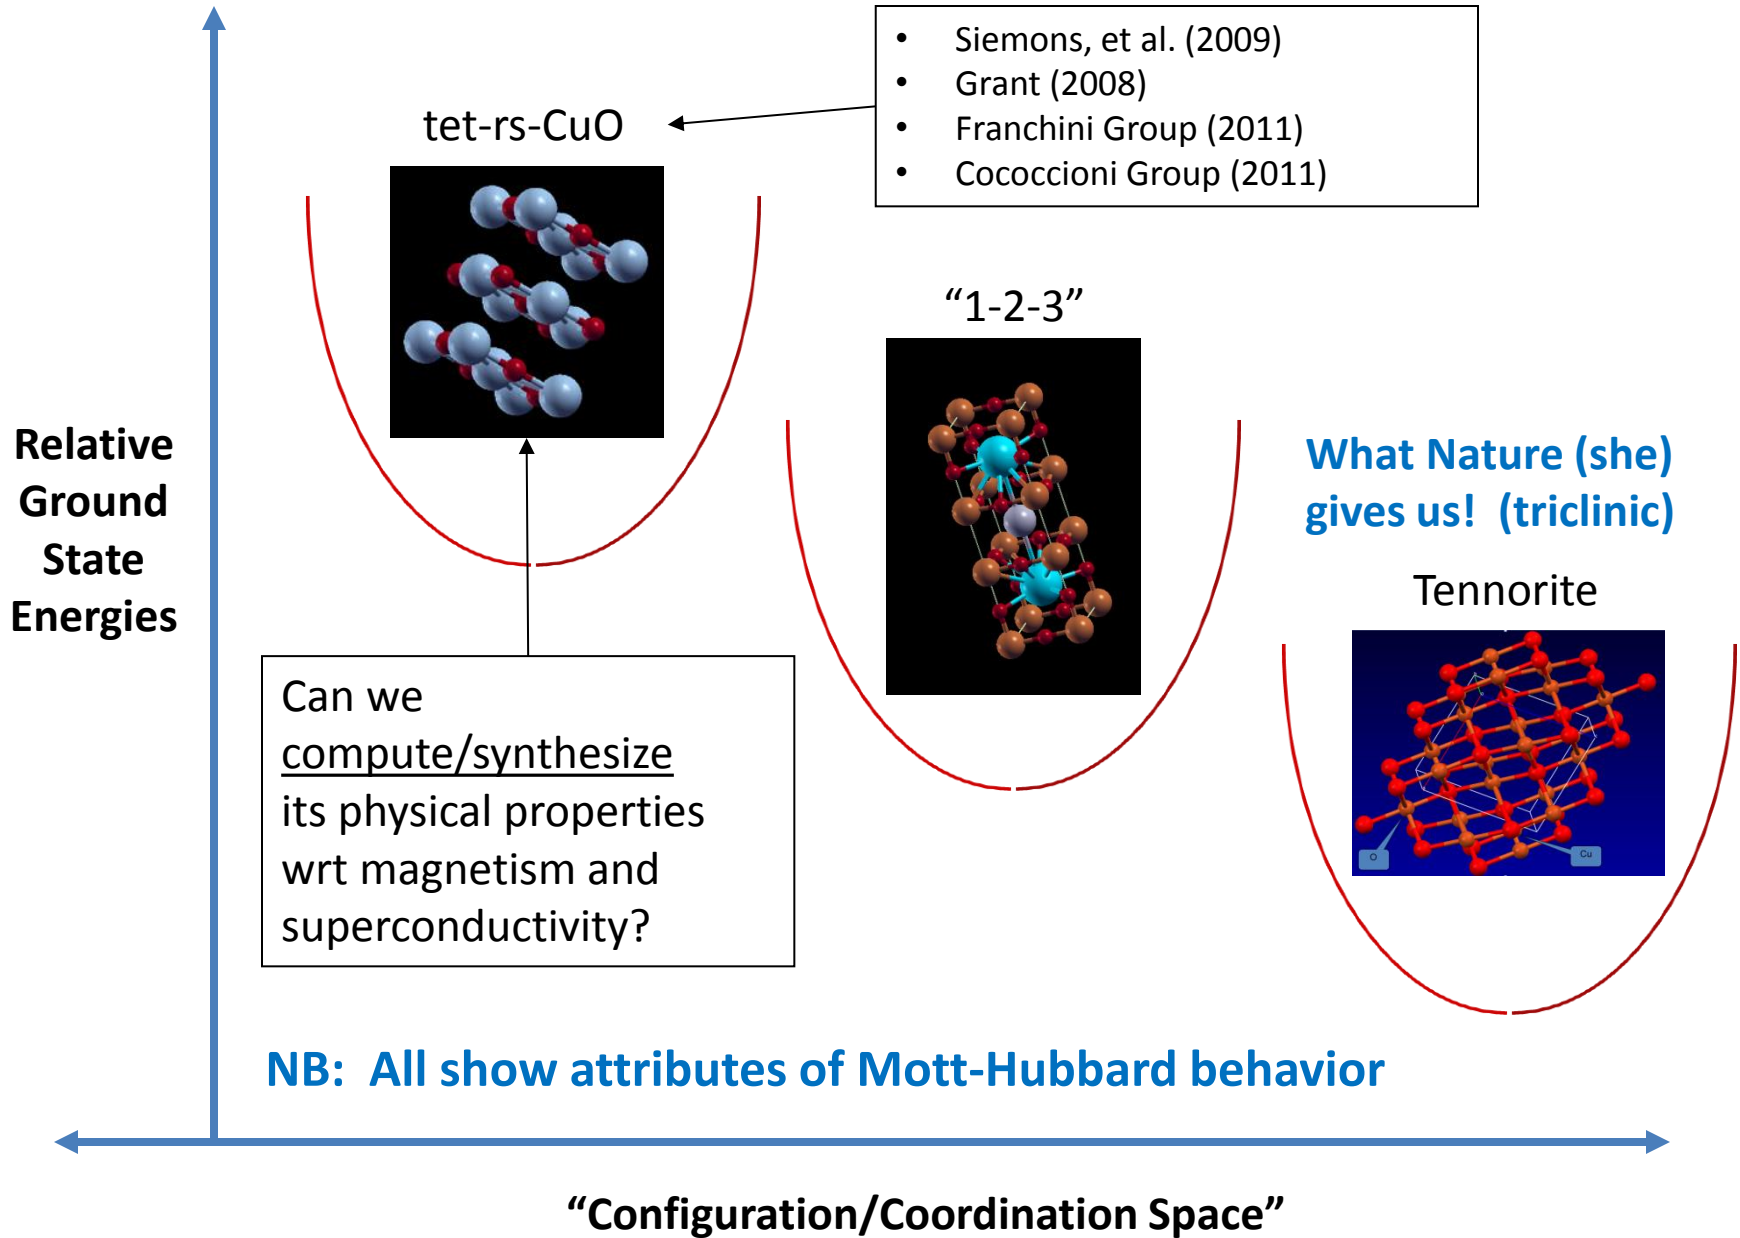 • Siemons, et al. (2009)
• Grant (2008)
• Franchini Group (2011)
• Cococcioni Group (2011)
tet-rs-CuO
“1-2-3”
Relative
Ground
State
Energies
What Nature (she)
gives us!  (triclinic)
Tennorite
O
Cu
Can we
compute/synthesize
its physical properties
wrt magnetism and
superconductivity?
NB:  All show attributes of Mott-Hubbard behavior
“Configuration/Coordination Space”